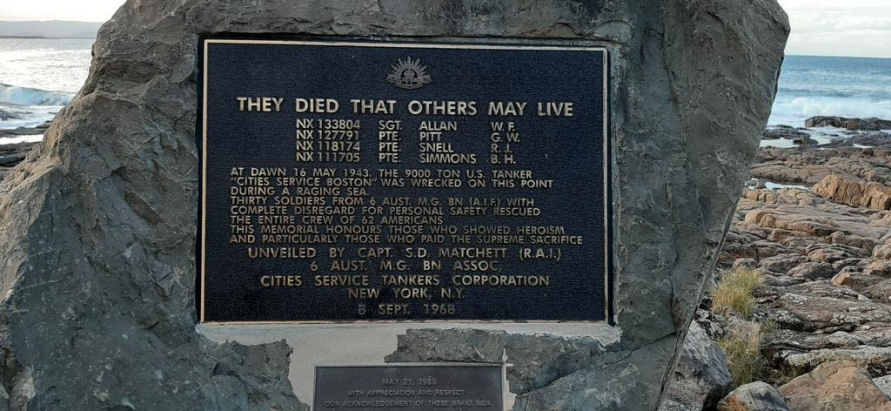 THEY DIED THAT OTHERS MAY LIVE
NX 133804 SGT. ALLAN W. F.
NX 127791 PTE. PITT G. W.
NX 118174 PTE. SNELL R. J.
NX 111705 PTE. SIMMONS B. H.
AT DAWN 16 MAY 1943. THE 9000 TON U.S. TANKER
"CITIES SERVICE BOSTON" WAS WRECKED ON THIS POINT
DURING A RAGING SEA.
THIRTY SOLDIERS FROM 6 AUST. M.G. BN (A.I.F.) WITH
COMPLETE DISREGARD FOR PERSONAL SAFETY RESCUED
THE ENTIRE CREW OF 62 AMERICANS
THIS MEMORIAL HONOURS THOSE WHO SHOWED HEROISM
AND PARTICULARLY THOSE WHO PAID THE SUPREME SACRIFICE
UNVEILED BY CAPT. S.D. MATCHETT (R.A.I.)
6 AUST. M.G. BN ASSOC.
CITIES SERVICE TANKERS CORPORATION
NEW YORK, N.Y.
8 SEPT. 1968
MAY 21, 1989
WITH APPRECIATION AND RESPECT
OUR ACKNOWLEDGEMENT OF THESE BRAVE MEN.